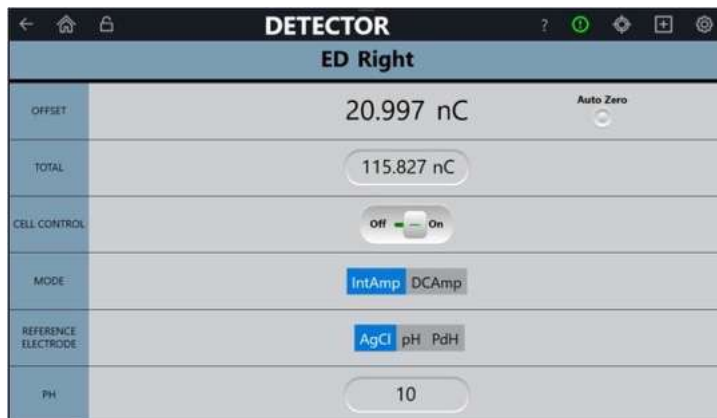 DETECTOR
?
ED Right
OFFSET
20.997 nC
Auto Zero
TOTAL
115.827 nC
CELL CONTROL
Off
On
MODE
IntAmp DCAmp
REFERENCE
ELECTRODE
AgCl pH PdH
PH
10